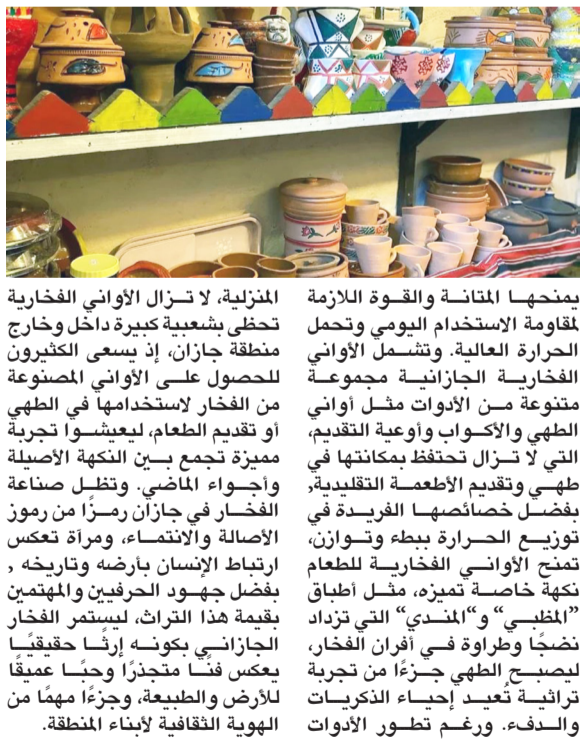 يمنحها المتانة والقوة اللازمة
لمقاومة الاستخدام اليومي وتحمل
الحرارة العالية. وتشمل الأواني
الفخارية الجازانية مجموعة
متنوعة من الأدوات مثل أواني
الطهي والأكواب وأوعية التقديم،
التي لا تزال تحتفظ بمكانتها في
طهي وتقديم الأطعمة التقليدية,
بفضل خصائصها الفريدة في
توزيع الحرارة ببطء وتوازن،
تمنح الأواني الفخارية للطعام
نكهة خاصة تميزه، مثل أطباق
”المظبي“ و“المندي“ التي تزداد
نضجًا وطراوة في أفران الفخار،
ليصبح الطهي جزءًا من تجربة
تراثية تُعيد إحياء الذكريات
والدفء. ورغم تطور الأدوات
المنزلية، لا تزال الأواني الفخارية
تحظى بشعبية كبيرة داخل وخارج
منطقة جازان، إذ يسعى الكثيرون
للحصول على الأواني المصنوعة
من الفخار لاستخدامها في الطهي
أو تقديم الطعام، ليعيشوا تجربة
مميزة تجمع بين النكهة الأصيلة
وأجواء الماضي. وتظل صناعة
الفخار في جازان رمزًا من رموز
الأصالة والانتماء، ومرآة تعكس
ارتباط الإنسان بأرضه وتاريخه ,
بفضل جهود الحرفيين والمهتمين
بقيمة هذا التراث، ليستمر الفخار
الجازاني بكونه إرثًا حقيقيًا
يعكس فنًا متجذرًا وحبًا عميقًا
للأرض والطبيعة، وجزءًا مهمًا من
الهوية الثقافية لأبناء المنطقة.